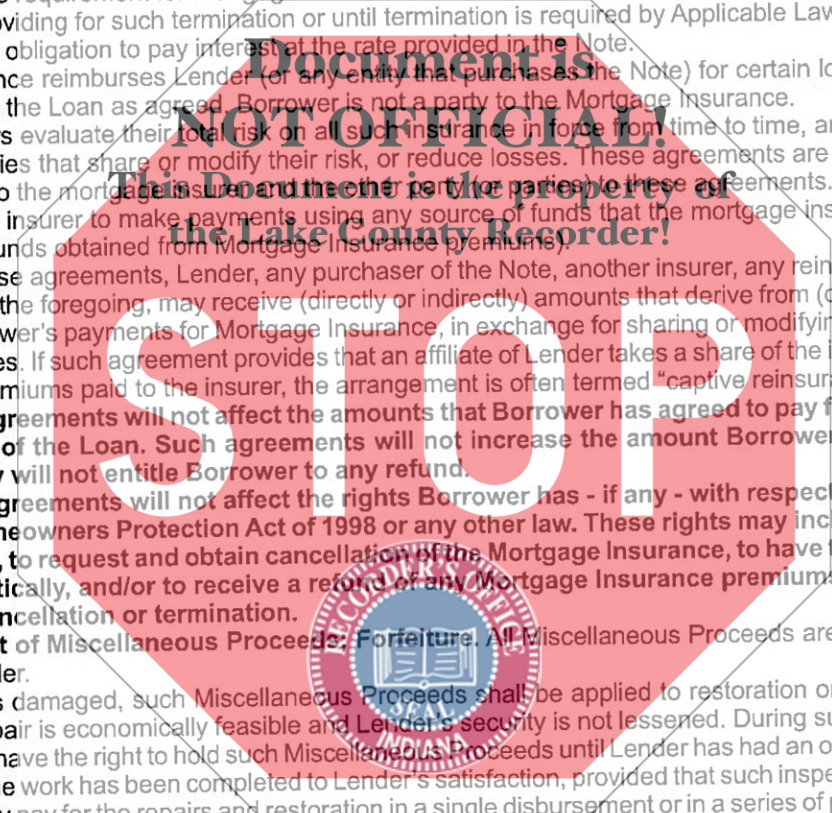 oviding for such termination or until termination is required by Applicable Law
obligation to pay interest at the rate provided in the Note.
Document is
nce reimburses Lender (or any entity that purchases the Note) for certain lo
the Loan as agreed. Borrower is not a party to the Mortgage Insurance.
NOT OFFICIAL!
rs evaluate their total risk on all such insurance in force from time to time, an
ies that share or modify their risk, or reduce losses. These agreements are
This Document is the property of
o the mortgage insurer and the other party (or parties) to these agreements.
insurer to make payments using any source of funds that the mortgage ins
the Lake County Recorder!
unds obtained from Mortgage Insurance premiums).
se agreements, Lender, any purchaser of the Note, another insurer, any rein
the foregoing, may receive (directly or indirectly) amounts that derive from (o
wer's payments for Mortgage Insurance, in exchange for sharing or modifyin
es. If such agreement provides that an affiliate of Lender takes a share of the i
miums paid to the insurer, the arrangement is often termed "captive reinsur
STOP
greements will not affect the amounts that Borrower has agreed to pay f
of the Loan. Such agreements will not increase the amount Borrower
y will not entitle Borrower to any refund.
greements will not affect the rights Borrower has - if any - with respect
neowners Protection Act of 1998 or any other law. These rights may incl
, to request and obtain cancellation of the Mortgage Insurance, to have t
tically, and/or to receive a refund of any Mortgage Insurance premiums
ncellation or termination.
RECORDER'S OFFICE
t of Miscellaneous Proceeds; Forfeiture. All Miscellaneous Proceeds are
ler.
SEAL
INDIANA
s damaged, such Miscellaneous Proceeds shall be applied to restoration or
pair is economically feasible and Lender's security is not lessened. During su
have the right to hold such Miscellaneous Proceeds until Lender has had an o
e work has been completed to Lender's satisfaction, provided that such inspe
y pay for the repairs and restoration in a single disbursement or in a series of p